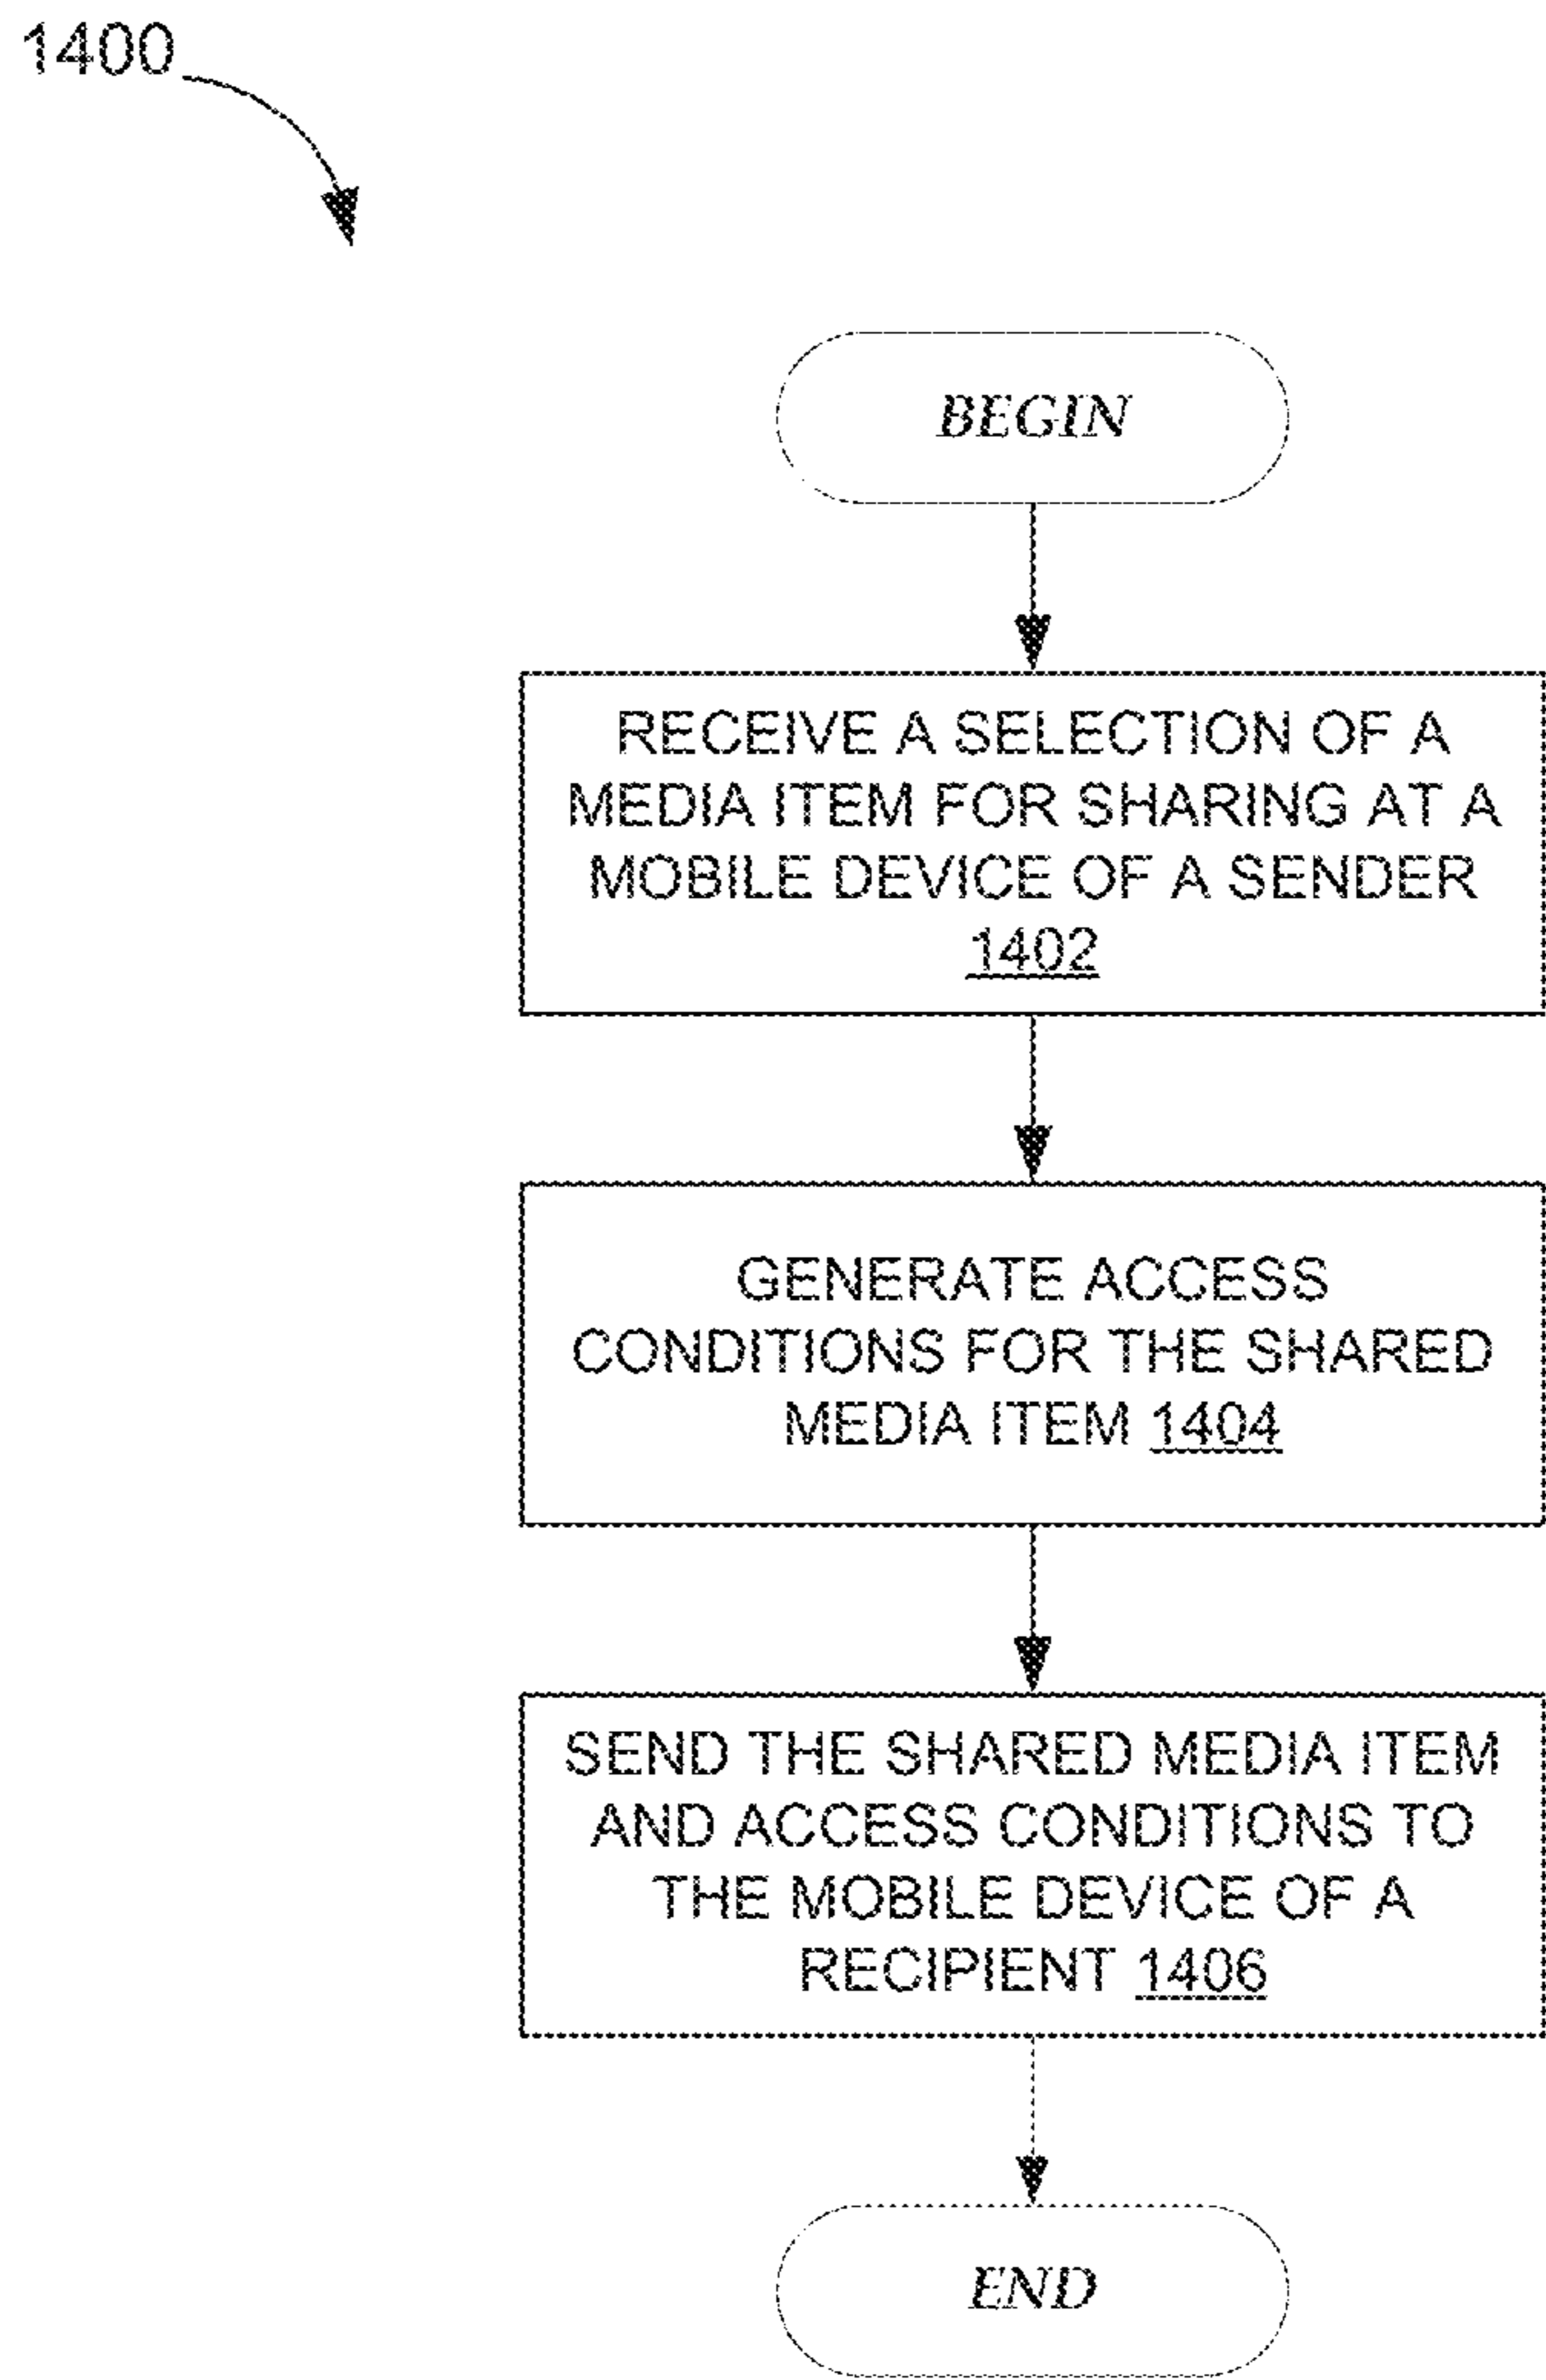 1400
BEGIN
RECEIVE A SELECTION OF A
MEDIA ITEM FOR SHARING AT A
MOBILE DEVICE OF A SENDER
1402
GENERATE ACCESS
CONDITIONS FOR THE SHARED
MEDIA ITEM 1404
SEND THE SHARED MEDIA ITEM
AND ACCESS CONDITIONS TO
THE MOBILE DEVICE OF A
RECIPIENT 1406
END